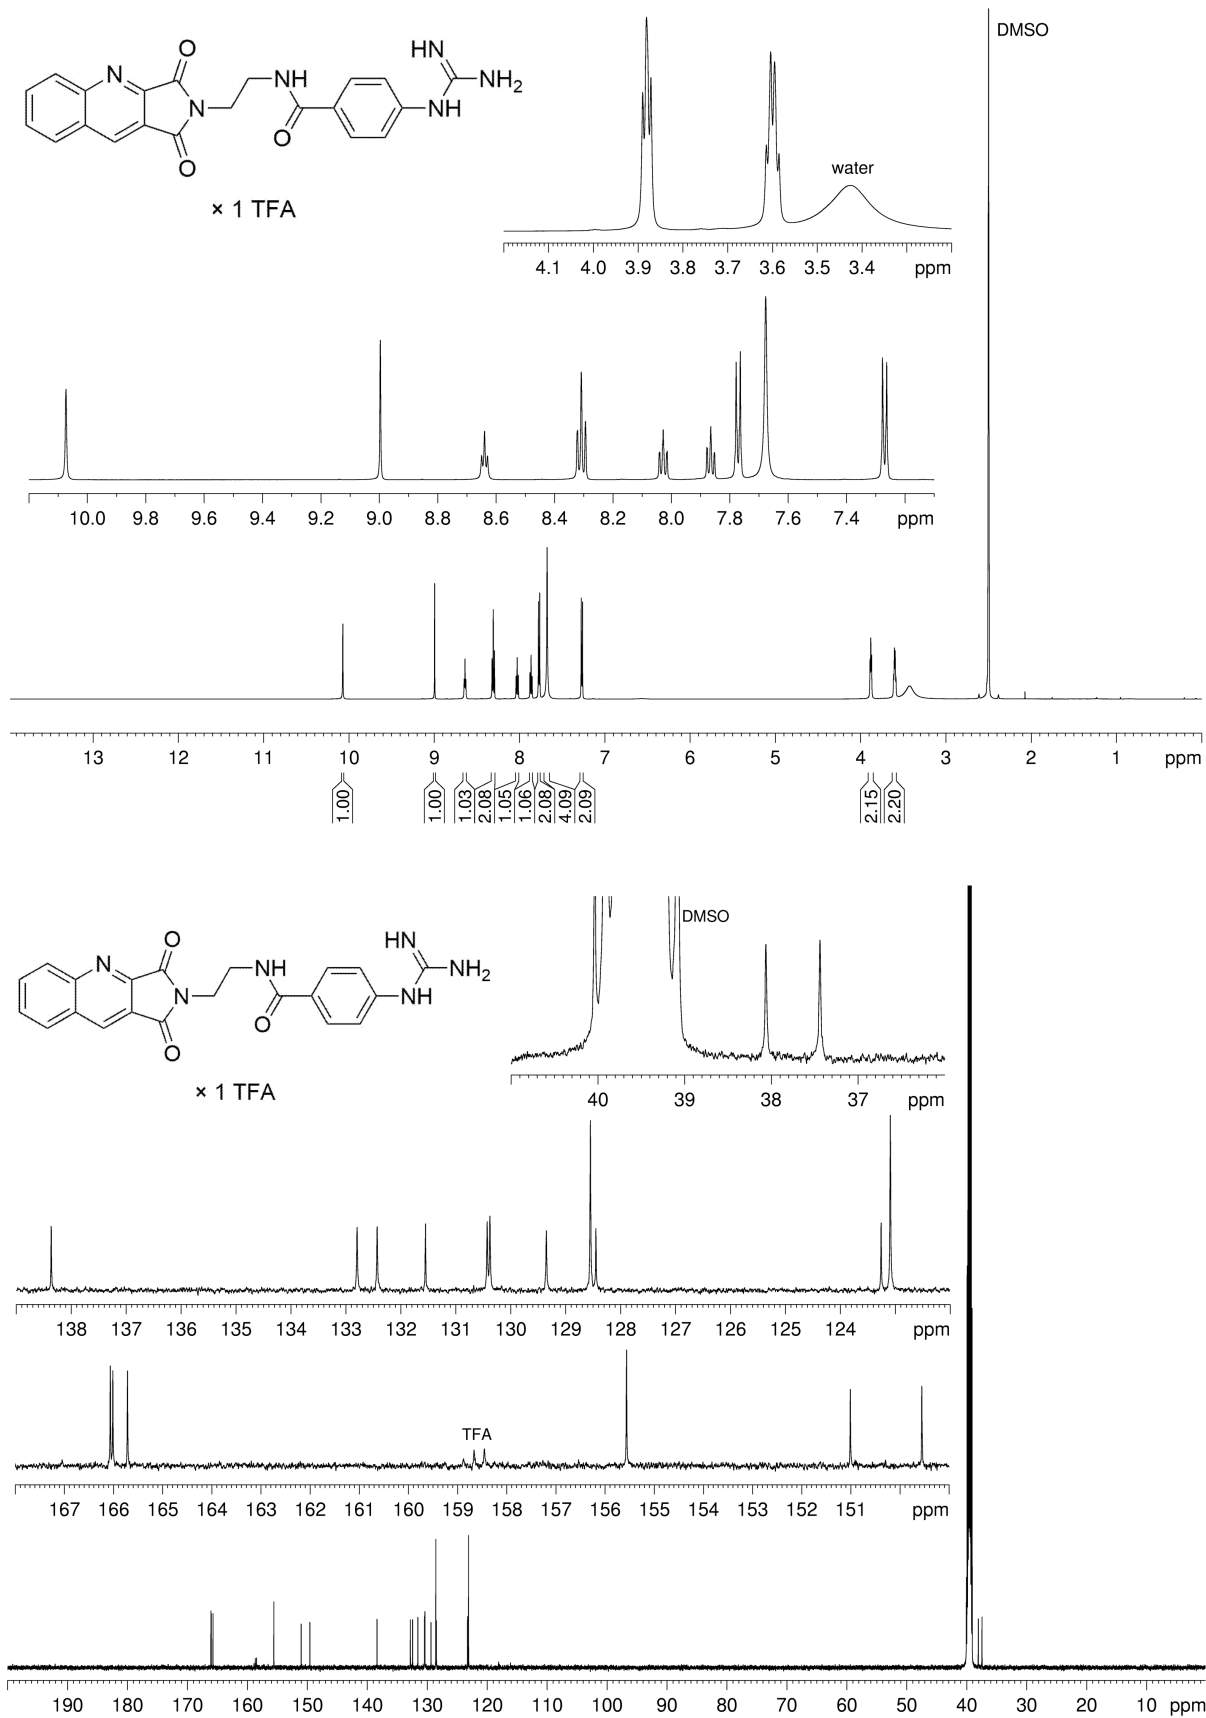 DMSO
O
N
N
O
NH
O
HN
NH2
NH
× 1 TFA
water
4.1 4.0 3.9 3.8 3.7 3.6 3.5 3.4 ppm
10.0 9.8 9.6 9.4 9.2 9.0 8.8 8.6 8.4 8.2 8.0 7.8 7.6 7.4 ppm
13 12 11 10 9 8 7 6 5 4 3 2 1 ppm
1.00 1.00 1.03 2.08 1.05 1.06 2.08 4.09 2.09 2.15 2.20
DMSO
O
N
N
O
NH
O
HN
NH2
NH
× 1 TFA
40 39 38 37 ppm
138 137 136 135 134 133 132 131 130 129 128 127 126 125 124 ppm
TFA
167 166 165 164 163 162 161 160 159 158 157 156 155 154 153 152 151 ppm
190 180 170 160 150 140 130 120 110 100 90 80 70 60 50 40 30 20 10 ppm